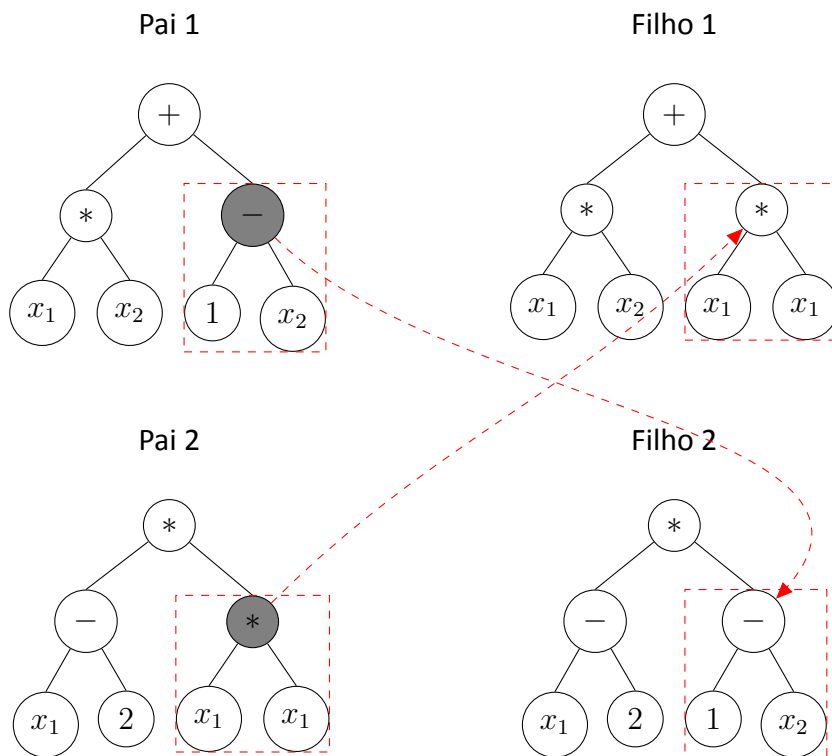 Pai 1 Filho 1
+ +
* − * *
x₁ x₂ 1 x₂ x₁ x₂ x₁ x₁
Pai 2 Filho 2
* *
− * − −
x₁ 2 x₁ x₁ x₁ 2 1 x₂